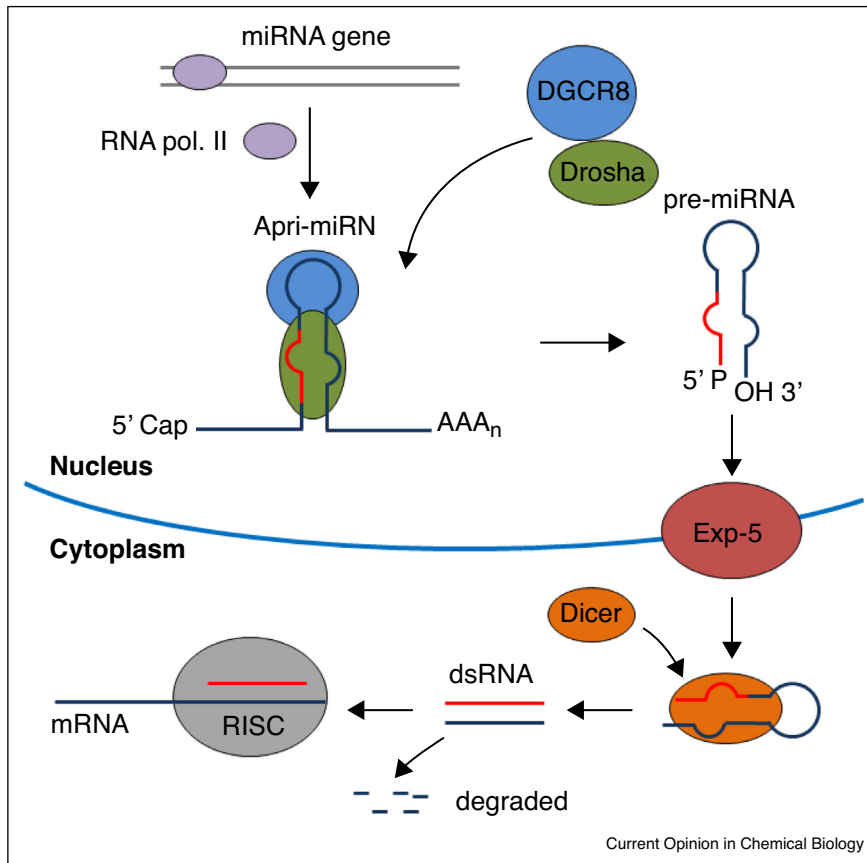 miRNA gene
DGCR8
RNA pol. II
Drosha
pre-miRNA
Apri-miRN
5’ P
OH 3’
5’ Cap
AAAn
Nucleus
Exp-5
Cytoplasm
Dicer
dsRNA
mRNA
RISC
degraded
Current Opinion in Chemical Biology